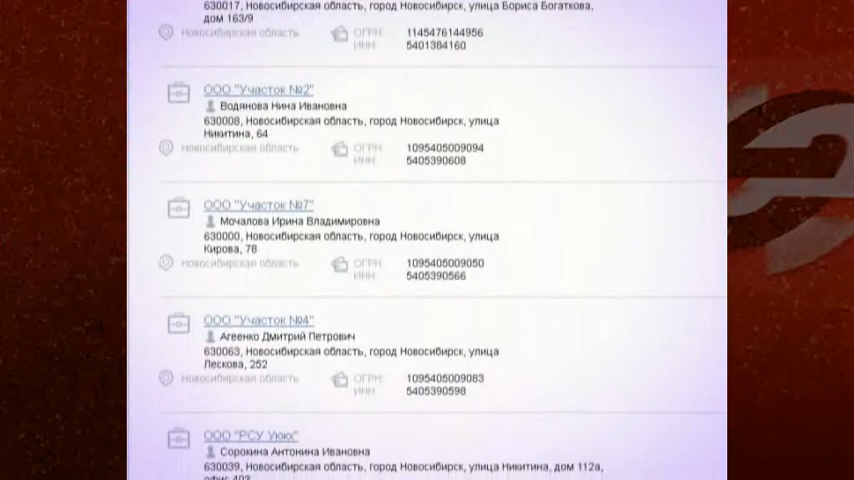 630017, Новосибирская область, город Новосибирск, улица Бориса Богаткова,
дом 163/9
Новосибирская область ОГРН 1145476144956
ИНН 5401384160
ООО "Участок №2"
Водянова Нина Ивановна
630008, Новосибирская область, город Новосибирск, улица
Никитина, 64
Новосибирская область ОГРН 1095405009094
ИНН 5405390608
ООО "Участок №7"
Мочалова Ирина Владимировна
630000, Новосибирская область, город Новосибирск, улица
Кирова, 78
Новосибирская область ОГРН 1095405009050
ИНН 5405390566
ООО "Участок №4"
Агеенко Дмитрий Петрович
630063, Новосибирская область, город Новосибирск, улица
Лескова, 252
Новосибирская область ОГРН 1095405009083
ИНН 5405390598
ООО "РСУ Уюкх"
Сорокина Антонина Ивановна
630039, Новосибирская область, город Новосибирск, улица Никитина, дом 112а,
офис 403